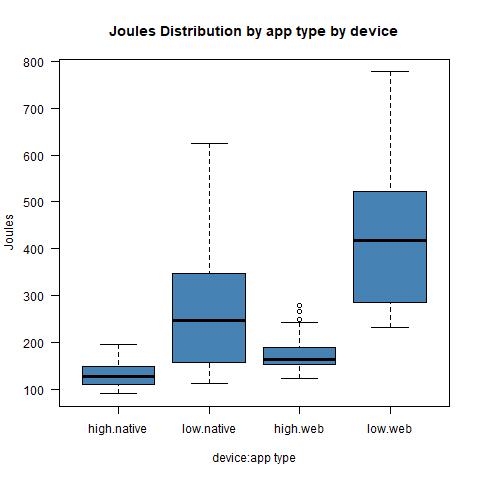 Joules Distribution by app type by device
800
700
600
500
400
300
200
100
Joules
high.native low.native high.web low.web
device:app type